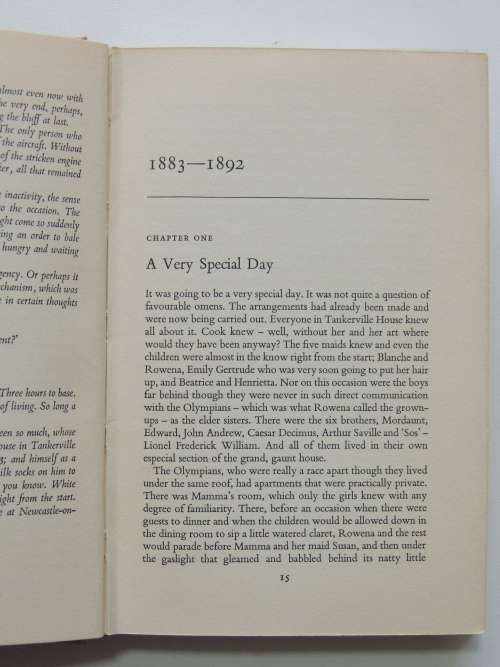 almost even now with
the very end, perhaps,
the bluff at last.
The only person who
the aircraft. Without
of the stricken engine
all that remained
inactivity, the sense
to the occasion. The
come so suddenly
an order to bale
hungry and waiting
Or perhaps it
which was
in certain thoughts
Three hours to base.
of living. So long a
so much, whose
house in Tankerville
and himself as a
silk socks on him to
you know. White
right from the start.
at Newcastle-on-
1883—1892
CHAPTER ONE
A Very Special Day
It was going to be a very special day. It was not quite a question of
favourable omens. The arrangements had already been made and
were now being carried out. Everyone in Tankerville House knew
all about it. Cook knew – well, without her and her art where
would they have been anyway? The five maids knew and even the
children were almost in the know right from the start; Blanche and
Rowena, Emily Gertrude who was very soon going to put her hair
up, and Beatrice and Henrietta. Nor on this occasion were the boys
far behind though they were never in such direct communication
with the Olympians – which was what Rowena called the grown-
ups – as the elder sisters. There were the six brothers, Mordaunt,
Edward, John Andrew, Caesar Decimus, Arthur Saville and 'Sos' –
Lionel Frederick William. And all of them lived in their own
especial section of the grand, gaunt house.
The Olympians, who were really a race apart though they lived
under the same roof, had apartments that were practically private.
There was Mamma's room, which only the girls knew with any
degree of familiarity. There, before an occasion when there were
guests to dinner and when the children would be allowed down in
the dining room to sip a little watered claret, Rowena and the rest
would parade before Mamma and her maid Susan, and then under
the gaslight that gleamed and babbled behind its natty little
15